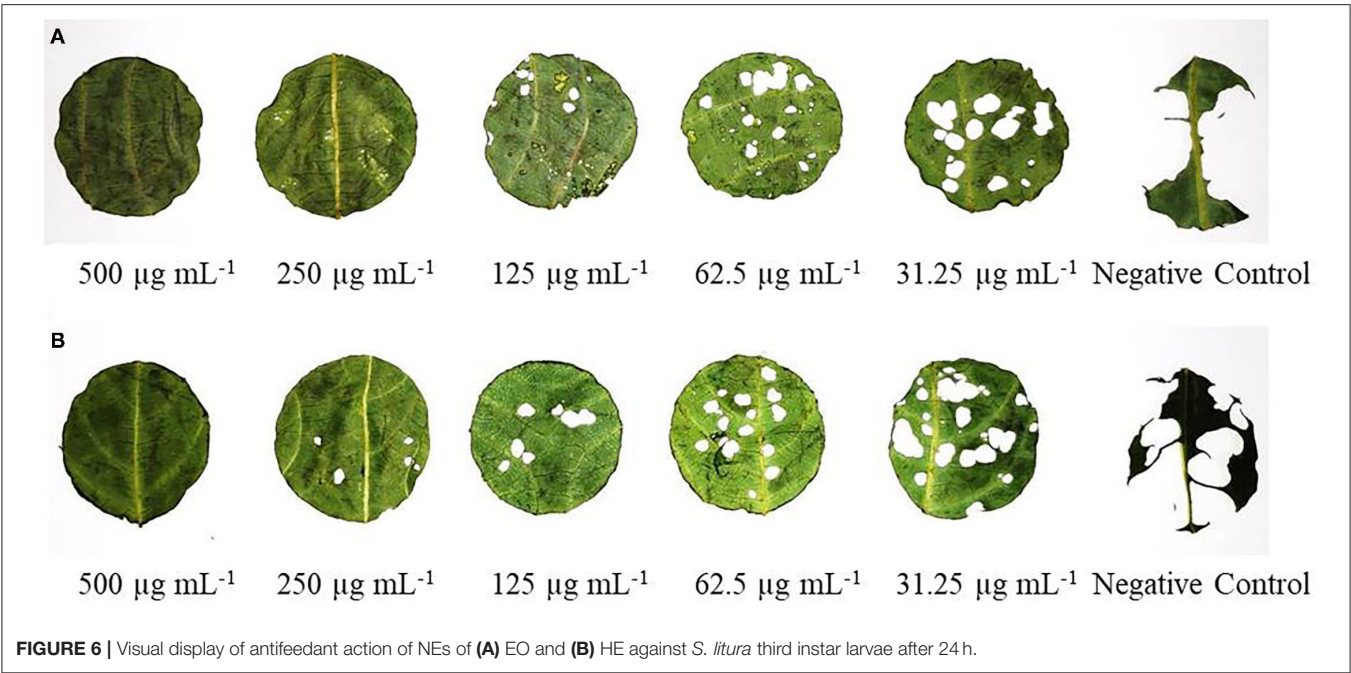 A
500 µg mL-1 250 µg mL-1 125 µg mL-1 62.5 µg mL-1 31.25 µg mL-1 Negative Control
B
500 µg mL-1 250 µg mL-1 125 µg mL-1 62.5 µg mL-1 31.25 µg mL-1 Negative Control
FIGURE 6 | Visual display of antifeedant action of NEs of (A) EO and (B) HE against S. litura third instar larvae after 24 h.